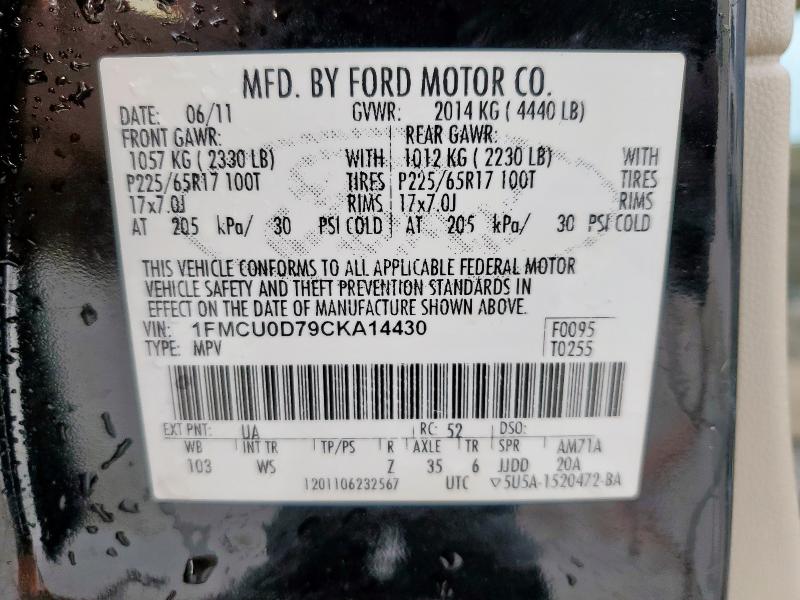 MFD. BY FORD MOTOR CO.
DATE: 06/11 GVWR: 2014 KG ( 4440 LB)
FRONT GAWR: REAR GAWR:
1057 KG ( 2330 LB) WITH 1012 KG ( 2230 LB) WITH
P225/65R17 100T TIRES P225/65R17 100T TIRES
17x7.0J RIMS 17x7.0J RIMS
AT 205 kPa/ 30 PSI COLD AT 205 kPa/ 30 PSI COLD
THIS VEHICLE CONFORMS TO ALL APPLICABLE FEDERAL MOTOR
VEHICLE SAFETY AND THEFT PREVENTION STANDARDS IN
EFFECT ON THE DATE OF MANUFACTURE SHOWN ABOVE.
VIN: 1FMCU0D79CKA14430 F0095
TYPE: MPV T0255
EXT PNT: UA RC: 52 DSO:
WB INT TR TP/PS R AXLE TR SPR AM71A
103 WS Z 35 6 JJDD 20A
1201106232567 UTC ▽5U5A-1520472-BA